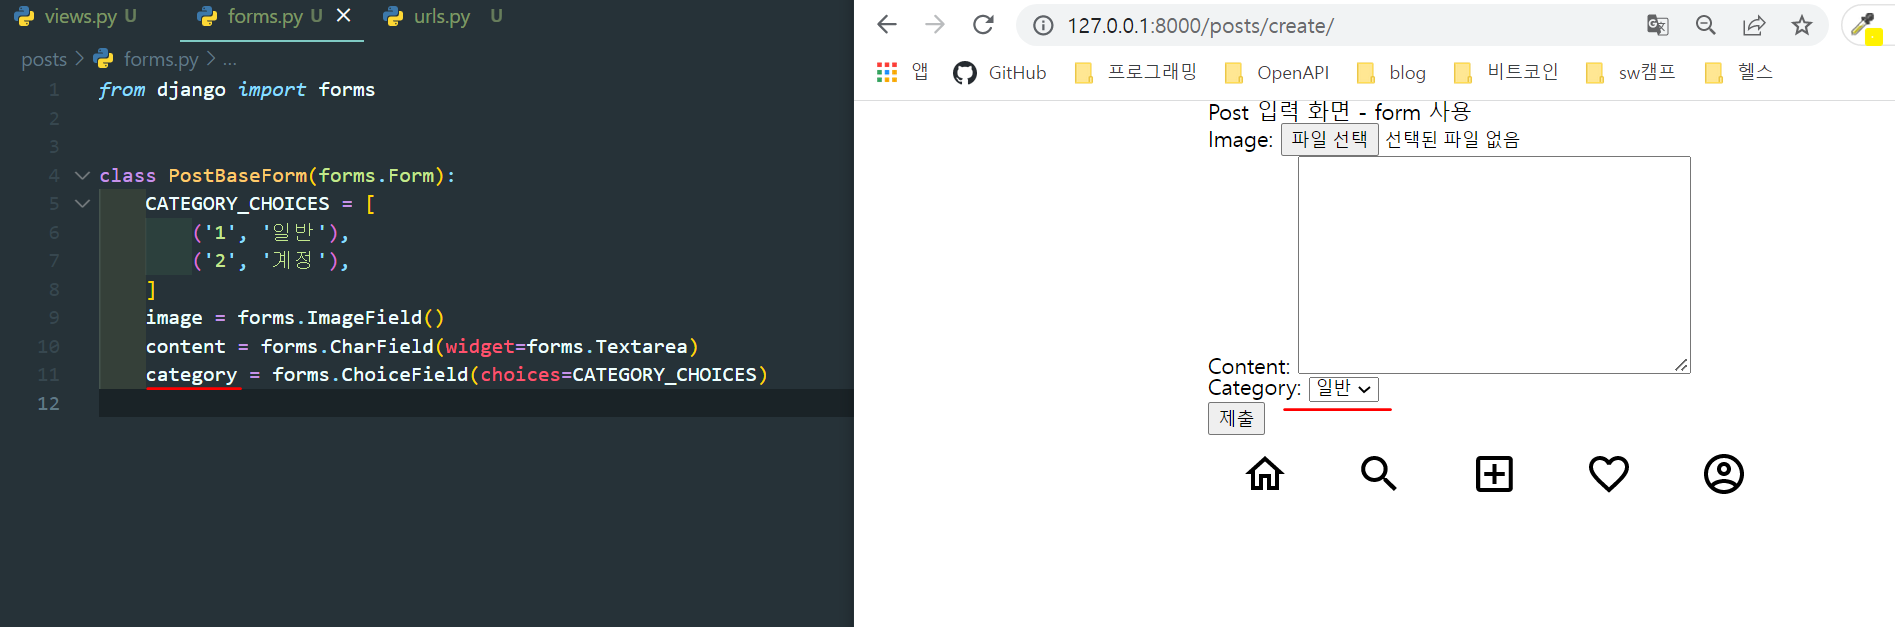 views.py U
forms.py U
urls.py U
posts > forms.py > ...
1 from django import forms
2
3
4 class PostBaseForm(forms.Form):
5 CATEGORY_CHOICES = [
6 ('1', '일반'),
7 ('2', '계정'),
8 ]
9 image = forms.ImageField()
10 content = forms.CharField(widget=forms.Textarea)
11 category = forms.ChoiceField(choices=CATEGORY_CHOICES)
12
127.0.0.1:8000/posts/create/
앱 GitHub 프로그래밍 OpenAPI blog 비트코인 sw캠프 헬스
Post 입력 화면 - form 사용
Image: 파일 선택 선택된 파일 없음
Content:
Category: 일반
제출